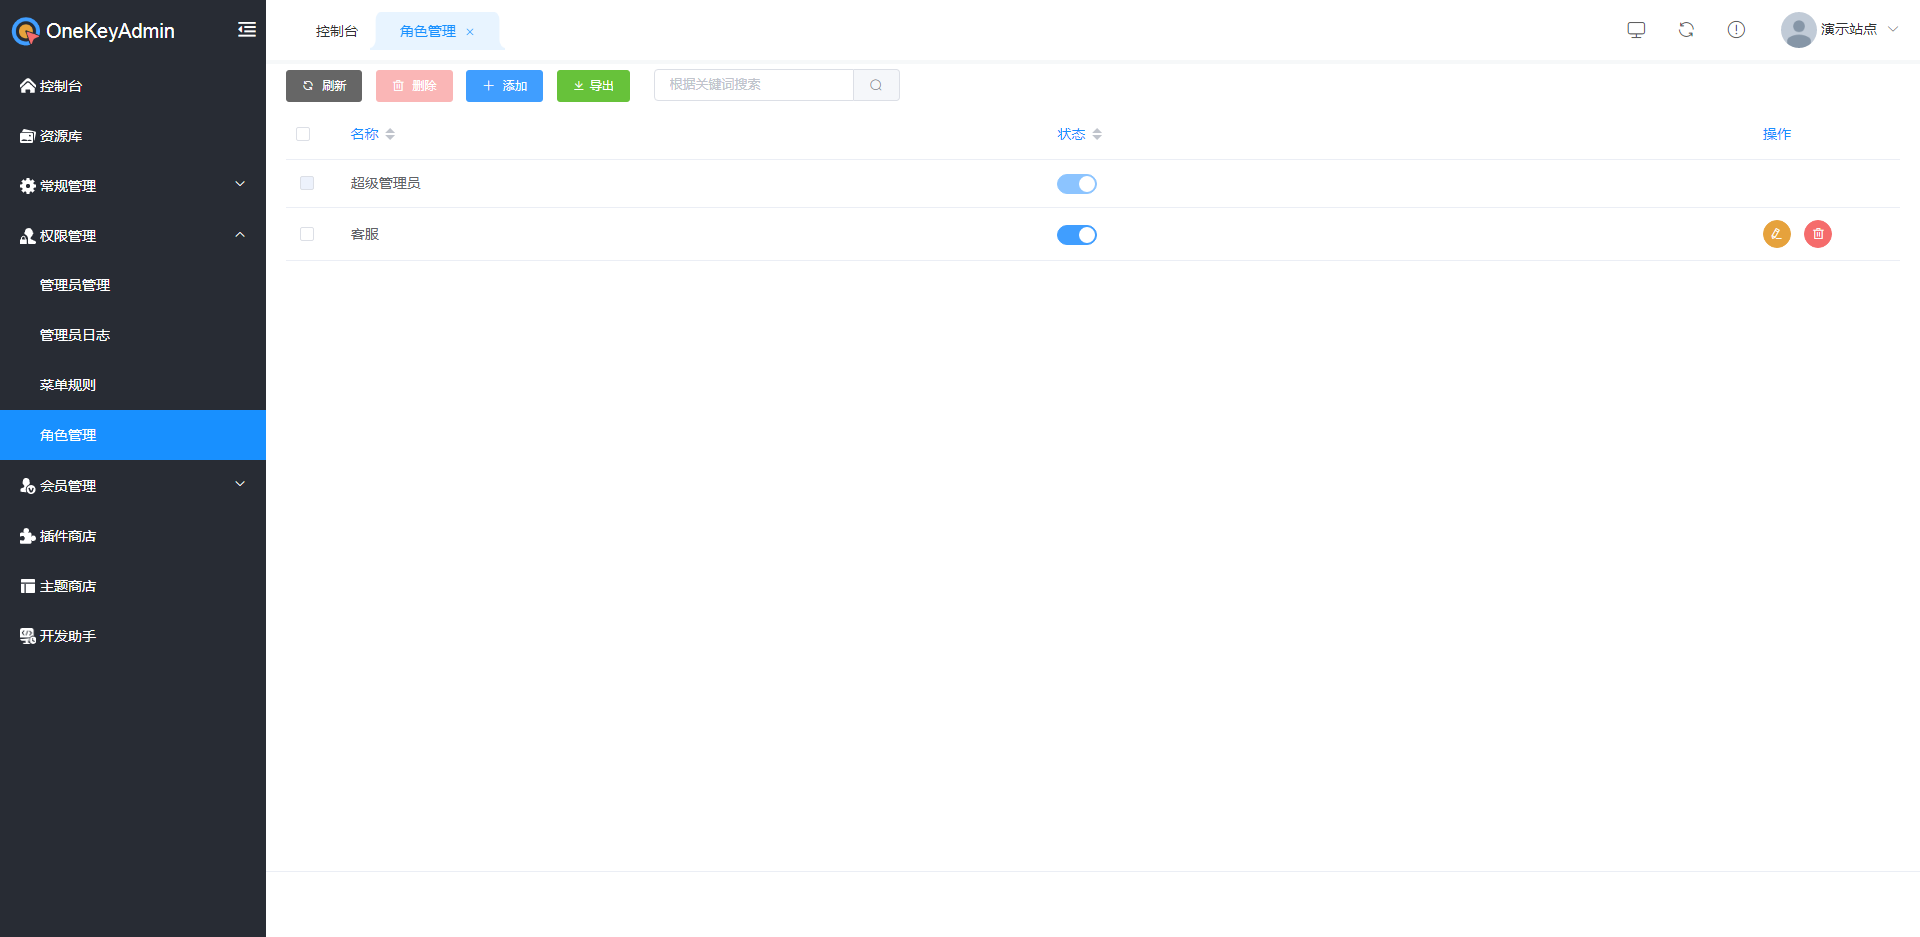 OneKeyAdmin
控制台
资源库
常规管理
权限管理
管理员管理
管理员日志
菜单规则
角色管理
会员管理
插件商店
主题商店
开发助手
控制台 角色管理
演示站点
刷新 删除 添加 导出 根据关键词搜索
名称 状态 操作
超级管理员
客服